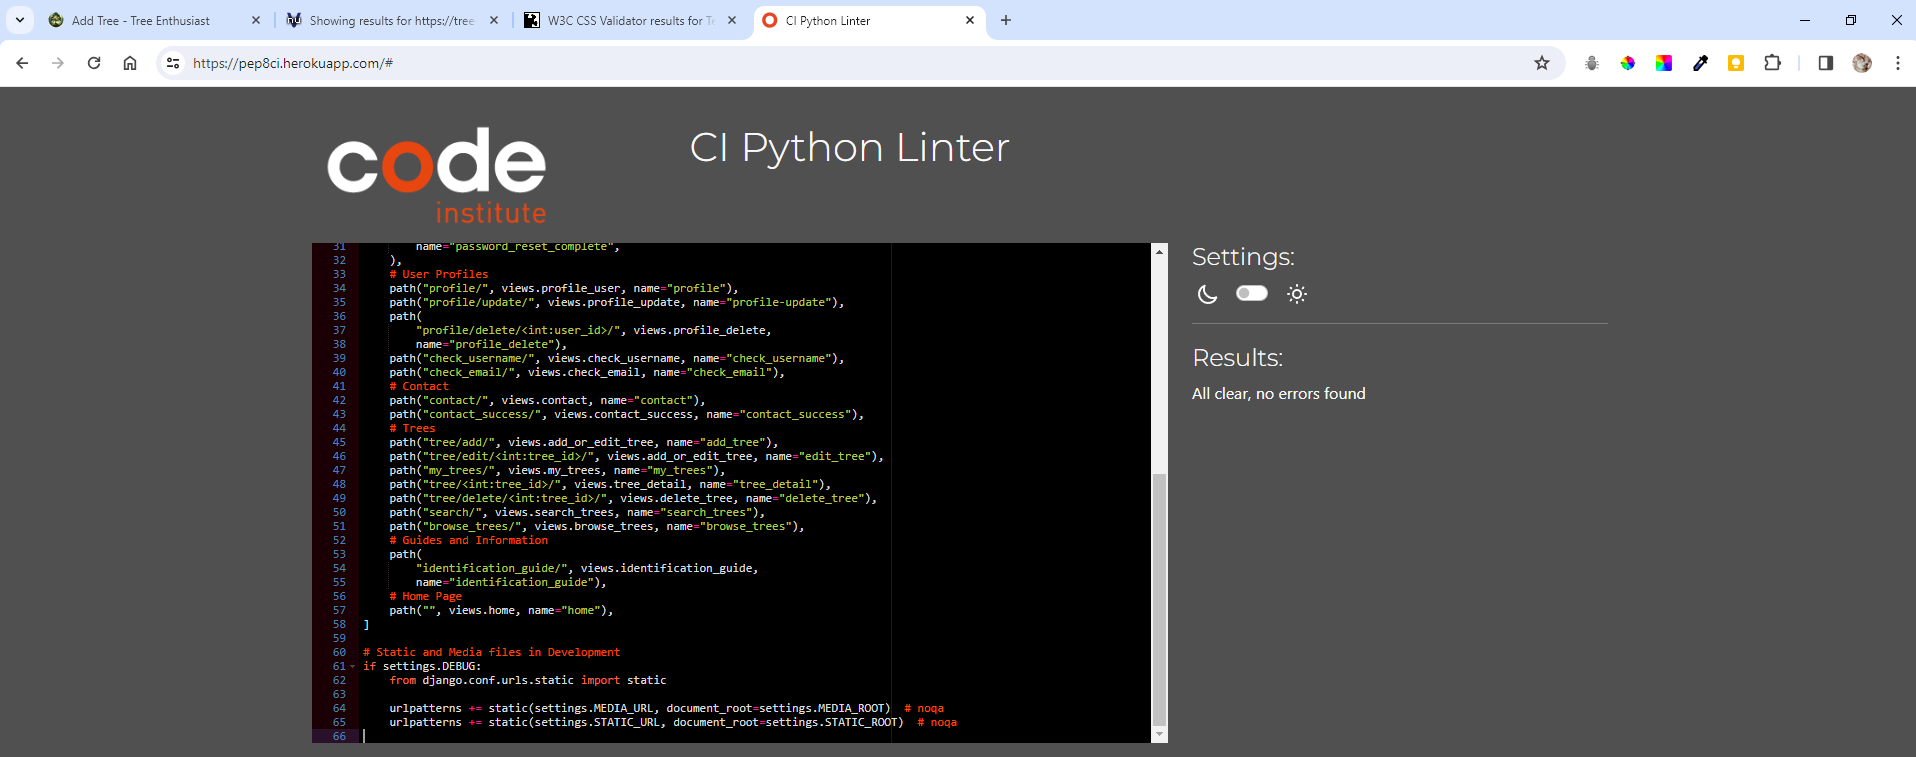 Add Tree - Tree Enthusiast
Showing results for https://tree
W3C CSS Validator results for Te
CI Python Linter
https://pep8ci.herokuapp.com/#
code
institute
CI Python Linter
31 name="password_reset_complete",
32 ),
33 # User Profiles
34 path("profile/", views.profile_user, name="profile"),
35 path("profile/update/", views.profile_update, name="profile-update"),
36 path(
37 "profile/delete/<int:user_id>/", views.profile_delete,
38 name="profile_delete"),
39 path("check_username/", views.check_username, name="check_username"),
40 path("check_email/", views.check_email, name="check_email"),
41 # Contact
42 path("contact/", views.contact, name="contact"),
43 path("contact_success/", views.contact_success, name="contact_success"),
44 # Trees
45 path("tree/add/", views.add_or_edit_tree, name="add_tree"),
46 path("tree/edit/<int:tree_id>/", views.add_or_edit_tree, name="edit_tree"),
47 path("my_trees/", views.my_trees, name="my_trees"),
48 path("tree/<int:tree_id>/", views.tree_detail, name="tree_detail"),
49 path("tree/delete/<int:tree_id>/", views.delete_tree, name="delete_tree"),
50 path("search/", views.search_trees, name="search_trees"),
51 path("browse_trees/", views.browse_trees, name="browse_trees"),
52 # Guides and Information
53 path(
54 "identification_guide/", views.identification_guide,
55 name="identification_guide"),
56 # Home Page
57 path("", views.home, name="home"),
58 ]
59
60 # Static and Media files in Development
61 if settings.DEBUG:
62 from django.conf.urls.static import static
63
64 urlpatterns += static(settings.MEDIA_URL, document_root=settings.MEDIA_ROOT) # noqa
65 urlpatterns += static(settings.STATIC_URL, document_root=settings.STATIC_ROOT) # noqa
66
Settings:
Results:
All clear, no errors found